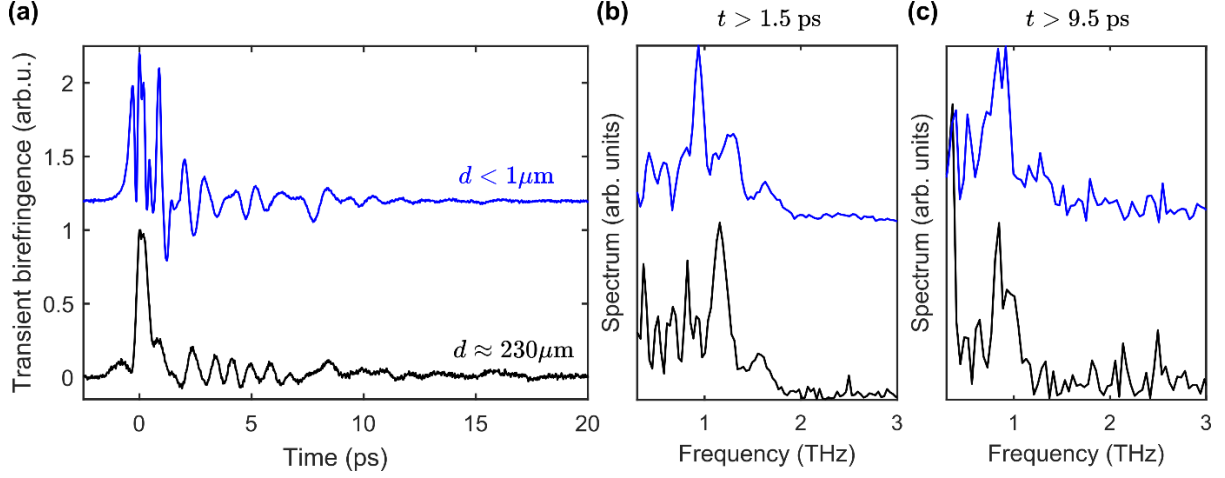 (a)
Transient birefringence (arb.u.)
2
1.5
1
0.5
0
d < 1μm
d ≈ 230μm
0
5
10
15
20
Time (ps)
(b)
t > 1.5 ps
Spectrum (arb. units)
1
2
3
Frequency (THz)
(c)
t > 9.5 ps
Spectrum (arb. units)
1
2
3
Frequency (THz)